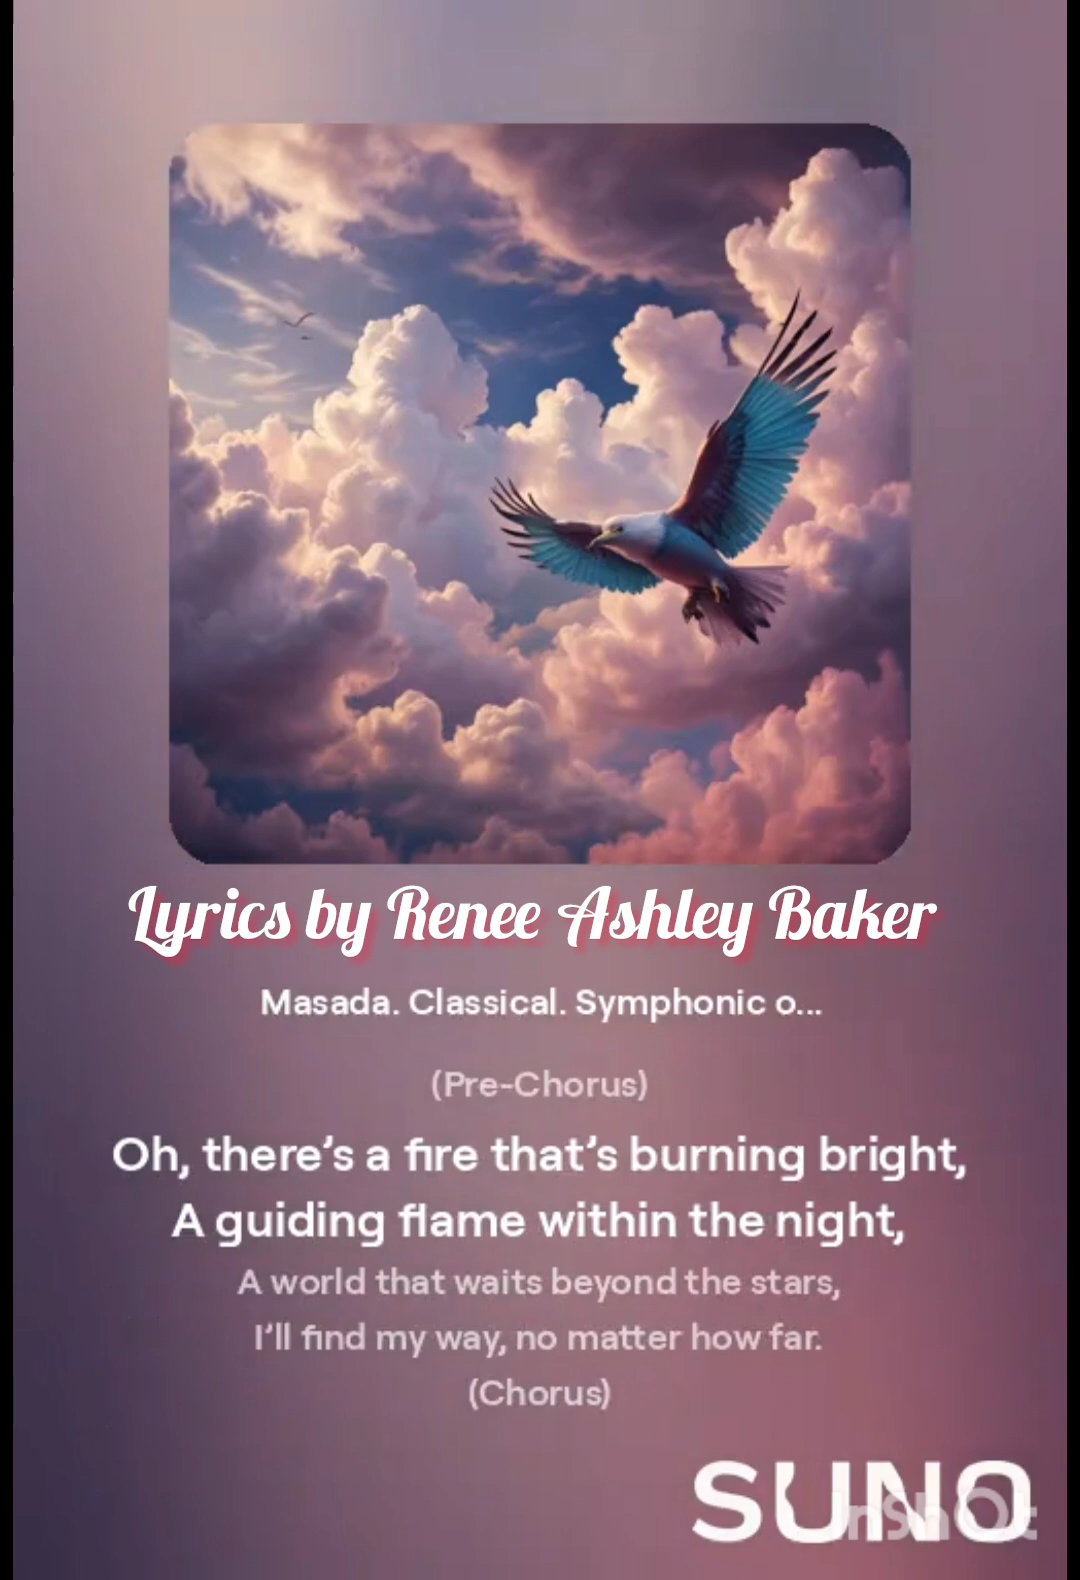 Lyrics by Renee Ashley Baker
Masada. Classical. Symphonic o...
(Pre-Chorus)
Oh, there’s a fire that’s burning bright,
A guiding flame within the night,
A world that waits beyond the stars,
I’ll find my way, no matter how far.
(Chorus)
SUNO
InShOt